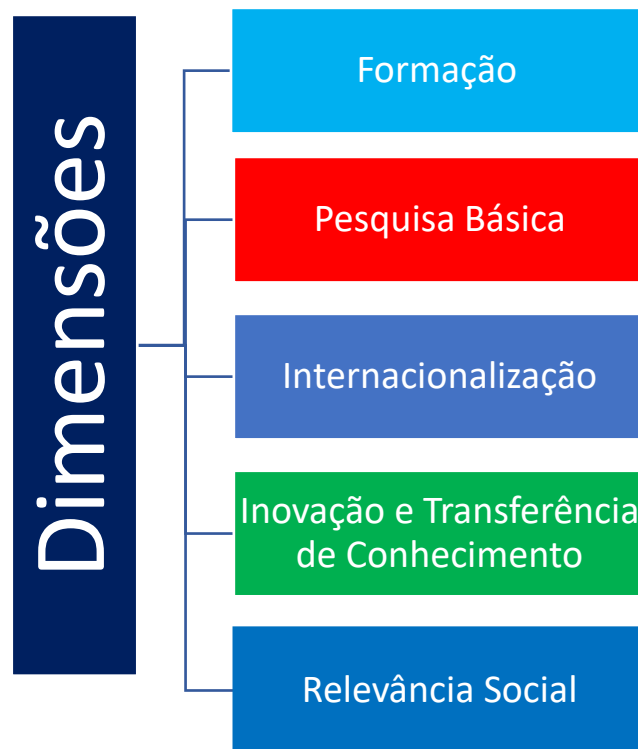 Dimensões
Formação
Pesquisa Básica
Internacionalização
Inovação e Transferência
de Conhecimento
Relevância Social